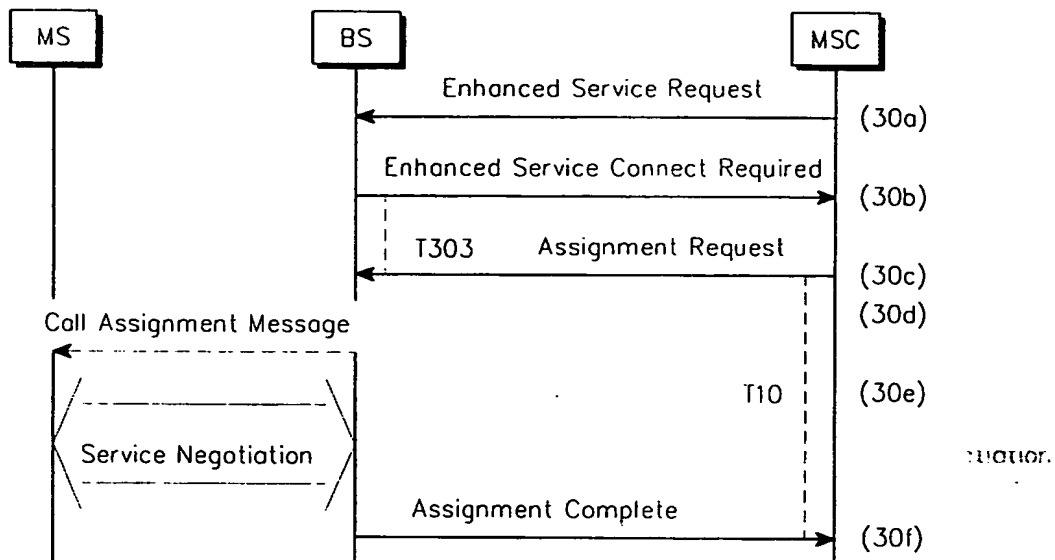 MS BS MSC
Enhanced Service Request (30a)
Enhanced Service Connect Required (30b)
T303 Assignment Request (30c)
(30d)
Call Assignment Message
T10 (30e)
Service Negotiation
Assignment Complete (30f)